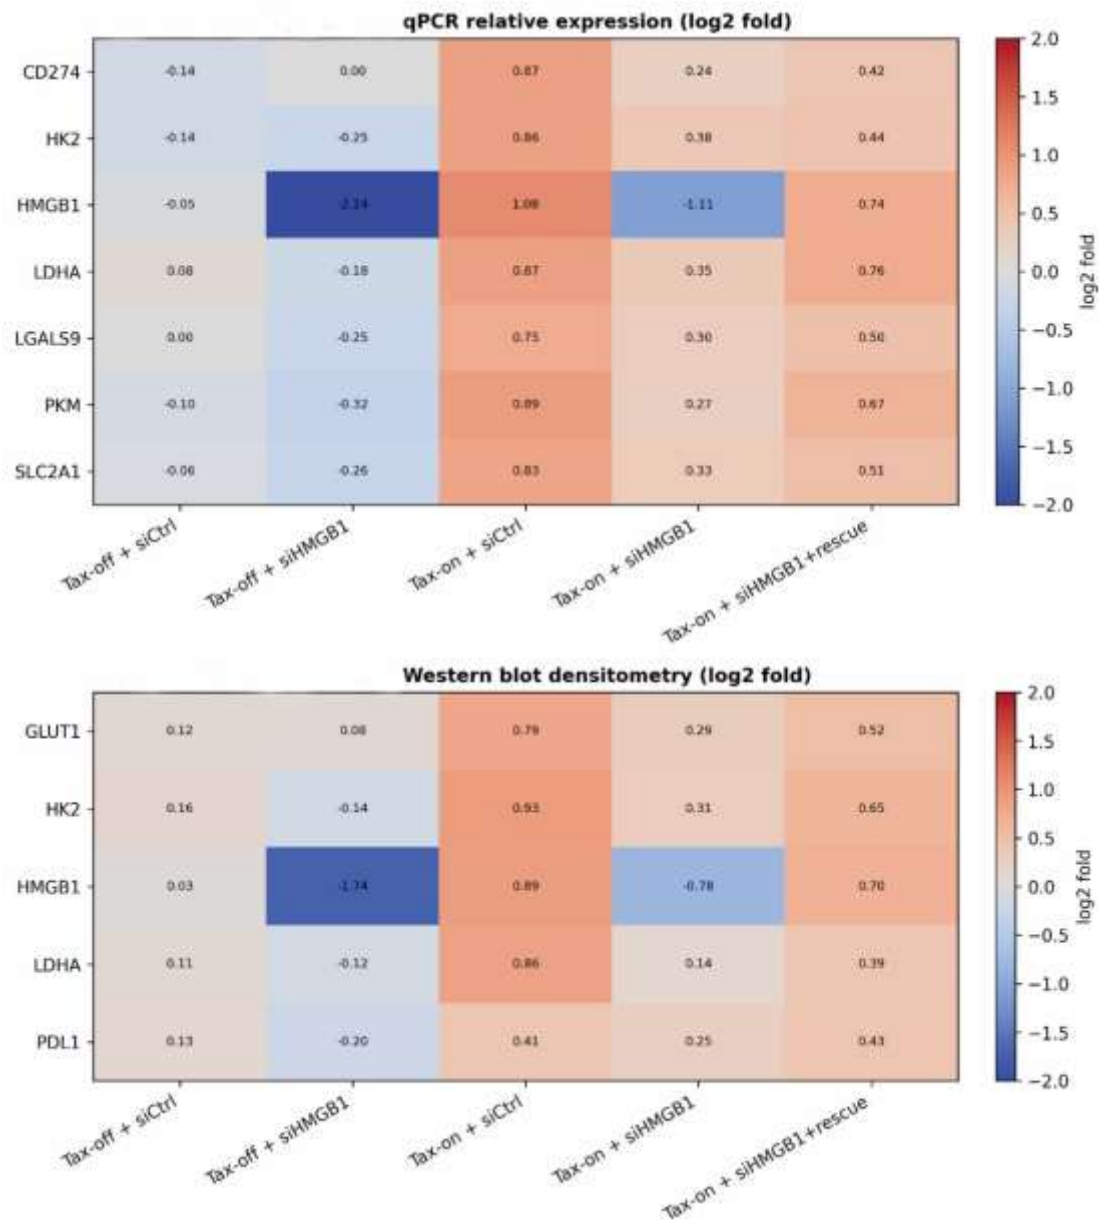 qPCR relative expression (log2 fold)
CD274 -0.14 0.00 0.87 0.24 0.42
HK2 -0.14 -0.25 0.86 0.38 0.44
HMGB1 -0.05 1.08 -1.11 0.74
LDHA 0.08 -0.18 0.87 0.35 0.76
LGALS9 0.00 -0.25 0.75 0.30 0.50
PKM -0.10 -0.32 0.89 0.27 0.67
SLC2A1 -0.06 -0.26 0.83 0.33 0.51
Tax-off + siCtrl
Tax-off + siHMGB1
Tax-on + siCtrl
Tax-on + siHMGB1
Tax-on + siHMGB1+rescue
2.0
1.5
1.0
0.5
0.0
−0.5
−1.0
−1.5
−2.0
log2 fold
Western blot densitometry (log2 fold)
GLUT1 0.12 0.08 0.79 0.29 0.52
HK2 0.16 -0.14 0.93 0.31 0.65
HMGB1 0.03 -1.74 0.89 -0.78 0.70
LDHA 0.11 -0.12 0.86 0.14 0.39
PDL1 0.13 -0.20 0.41 0.25 0.43
Tax-off + siCtrl
Tax-off + siHMGB1
Tax-on + siCtrl
Tax-on + siHMGB1
Tax-on + siHMGB1+rescue
2.0
1.5
1.0
0.5
0.0
−0.5
−1.0
−1.5
−2.0
log2 fold